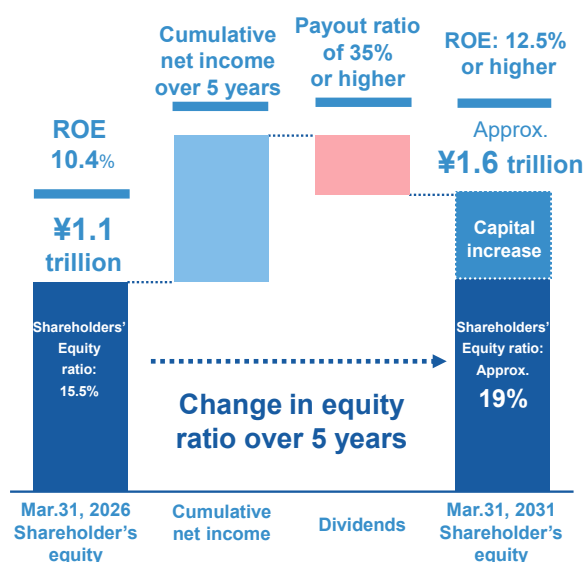 Cumulative
net income
over 5 years
Payout ratio
of 35%
or higher
ROE: 12.5%
or higher
ROE
10.4%
Approx.
¥1.6 trillion
¥1.1
trillion
Capital
increase
Shareholders'
Equity
ratio:
15.5%
Shareholders'
Equity ratio:
Approx.
19%
Change in equity
ratio over 5 years
Mar.31, 2026
Shareholder's
equity
Cumulative
net income
Dividends
Mar.31, 2031
Shareholder's
equity